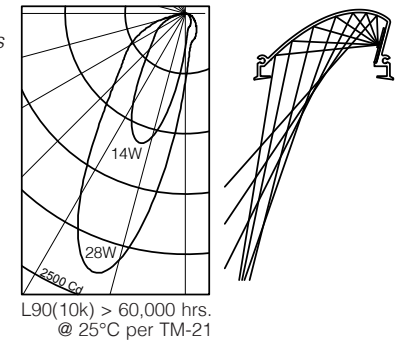 s
14W
28W
2500 Cd
L90(10k) > 60,000 hrs.
@ 25°C per TM-21